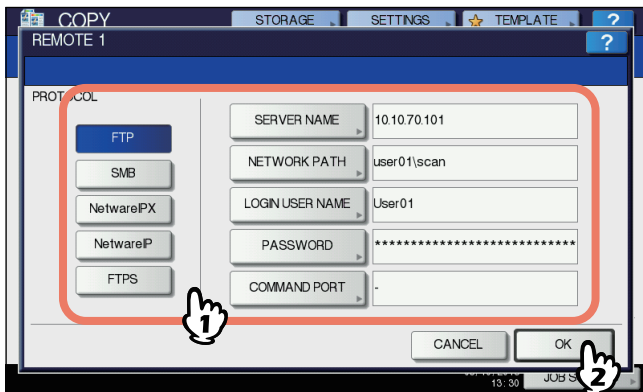 COPY
STORAGE
SETTINGS
TEMPLATE
?
REMOTE 1
?
PROTOCOL
FTP
SMB
NetwareIPX
NetwareIP
FTPS
SERVER NAME
10.10.70.101
NETWORK PATH
user01\scan
LOGIN USER NAME
User01
PASSWORD
*****************************
COMMAND PORT
-
1
CANCEL
OK
2
13:30
JOB S